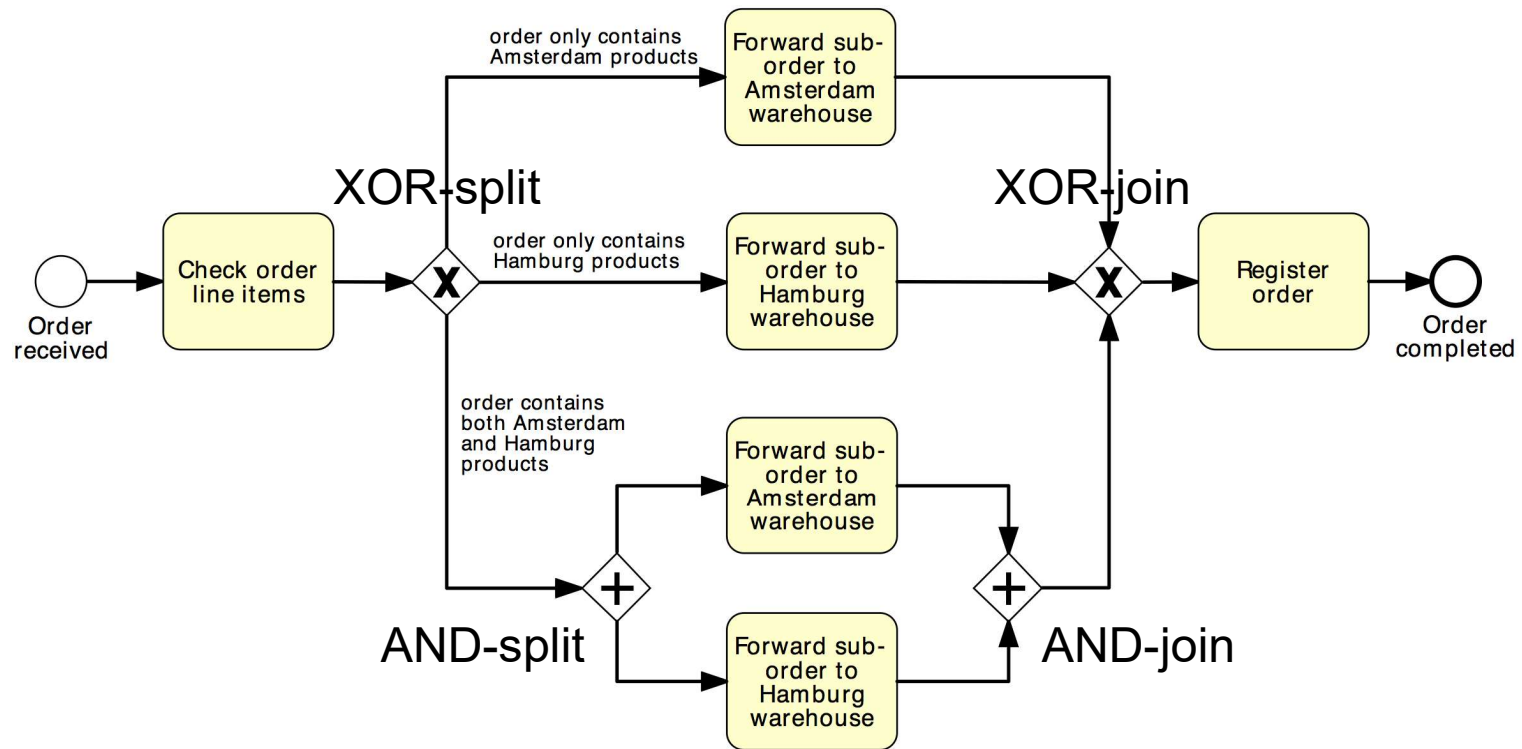 order only contains
Amsterdam products
Forward sub-
order to
Amsterdam
warehouse
XOR-split
XOR-join
Order
received
Check order
line items
X
order only contains
Hamburg products
Forward sub-
order to
Hamburg
warehouse
X
Register
order
Order
completed
order contains
both Amsterdam
and Hamburg
products
Forward sub-
order to
Amsterdam
warehouse
+
+
AND-split
AND-join
Forward sub-
order to
Hamburg
warehouse